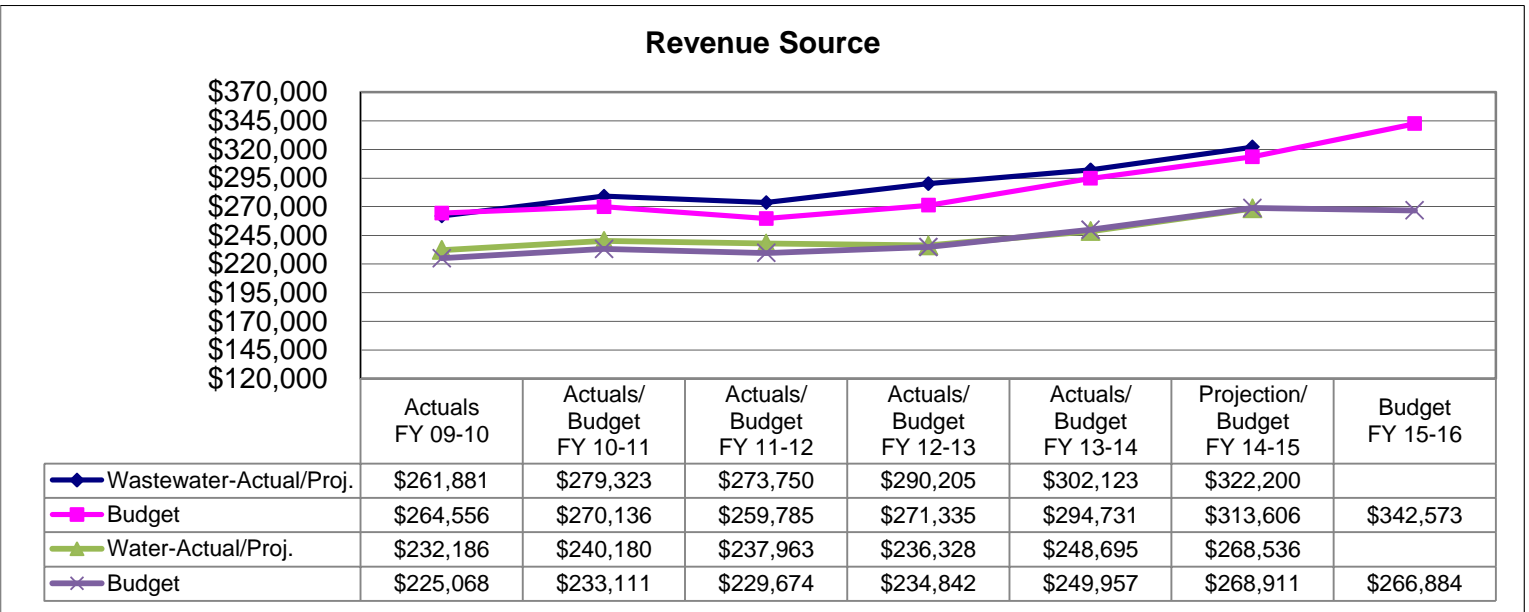 Revenue Source
$370,000
$345,000
$320,000
$295,000
$270,000
$245,000
$220,000
$195,000
$170,000
$145,000
$120,000
Actuals
FY 09-10
Actuals/
Budget
FY 10-11
Actuals/
Budget
FY 11-12
Actuals/
Budget
FY 12-13
Actuals/
Budget
FY 13-14
Projection/
Budget
FY 14-15
Budget
FY 15-16
Wastewater-Actual/Proj. $261,881 $279,323 $273,750 $290,205 $302,123 $322,200
Budget $264,556 $270,136 $259,785 $271,335 $294,731 $313,606 $342,573
Water-Actual/Proj. $232,186 $240,180 $237,963 $236,328 $248,695 $268,536
Budget $225,068 $233,111 $229,674 $234,842 $249,957 $268,911 $266,884